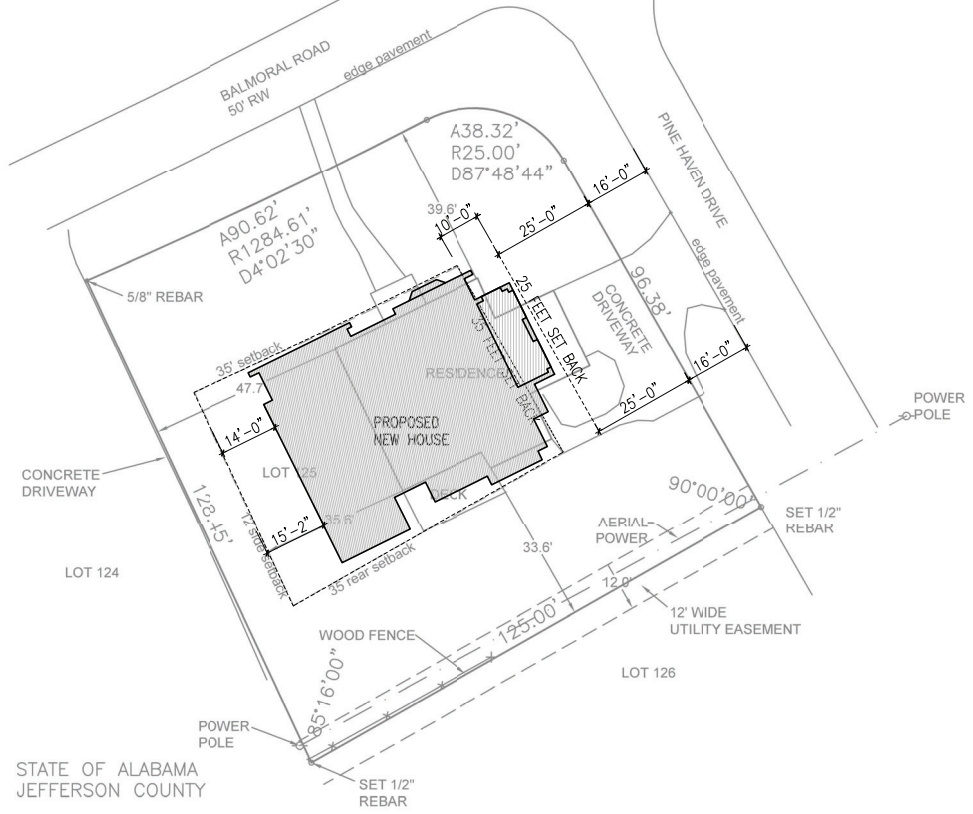 BALMORAL ROAD
50' RW
edge pavement
A38.32'
R25.00'
D87°48'44"
PINE HAVEN DRIVE
16'-0"
25'-0"
10'-0"
39.6'
A90.62'
R1284.61'
D4°02'30"
5/8" REBAR
edge pavement
96.38'
CONCRETE
DRIVEWAY
25 FEET SET BACK
35 FEET SET BACK
35' setback
47.7
RESIDENCE
16'-0"
25'-0"
POWER
POLE
14'-0"
PROPOSED
NEW HOUSE
LOT 125
CONCRETE
DRIVEWAY
DECK
90°00'00"
SET 1/2"
REBAR
128.45'
12 side setback
15'-2"
35.6'
AERIAL
POWER
33.6'
35 rear setback
LOT 124
12.0'
12' WIDE
UTILITY EASEMENT
125.00'
WOOD FENCE
LOT 126
85°16'00"
POWER
POLE
STATE OF ALABAMA
JEFFERSON COUNTY
SET 1/2"
REBAR